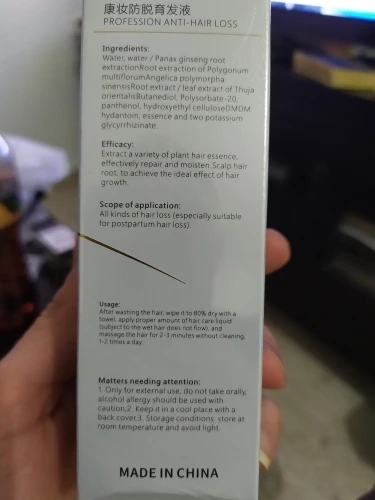 康妆防脱育发液
PROFESSION ANTI-HAIR LOSS
Ingredients:
Water, water / Panax ginseng root
extractionRoot extraction of Polygonum
multiflorumAngelica polymorpha
sinensisRoot extract / leaf extract of Thuja
orientalisButanediol, Polysorbate -20,
panthenol, hydroxyethyl celluloseDMDM
hydantoin, essence and two potassium
glycyrrhizinate.
Efficacy:
Extract a variety of plant hair essence,
effectively repair and moisten.Scalp hair
root, to achieve the ideal effect of hair
growth.
Scope of application:
All kinds of hair loss (especially suitable
for postpartum hair loss).
Usage:
After washing the hair, wipe it to 80% dry with a
towel, apply proper amount of hair care liquid
(subject to the wet hair does not flow), and
massage the hair for 2-3 minutes without cleaning,
1-2 times a day.
Matters needing attention:
1. Only for external use, do not take orally,
alcohol allergy should be used with
caution,2. Keep it in a cool place with a
back cover.3. Storage conditions: store at
room temperature and avoid light.
MADE IN CHINA